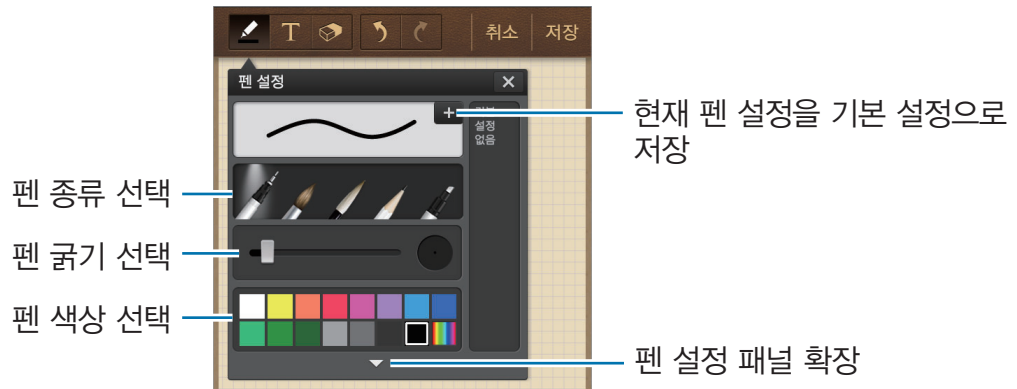 T
취소
저장
펜 설정
현재 펜 설정을 기본 설정으로
저장
설정
없음
펜 종류 선택
펜 굵기 선택
펜 색상 선택
펜 설정 패널 확장